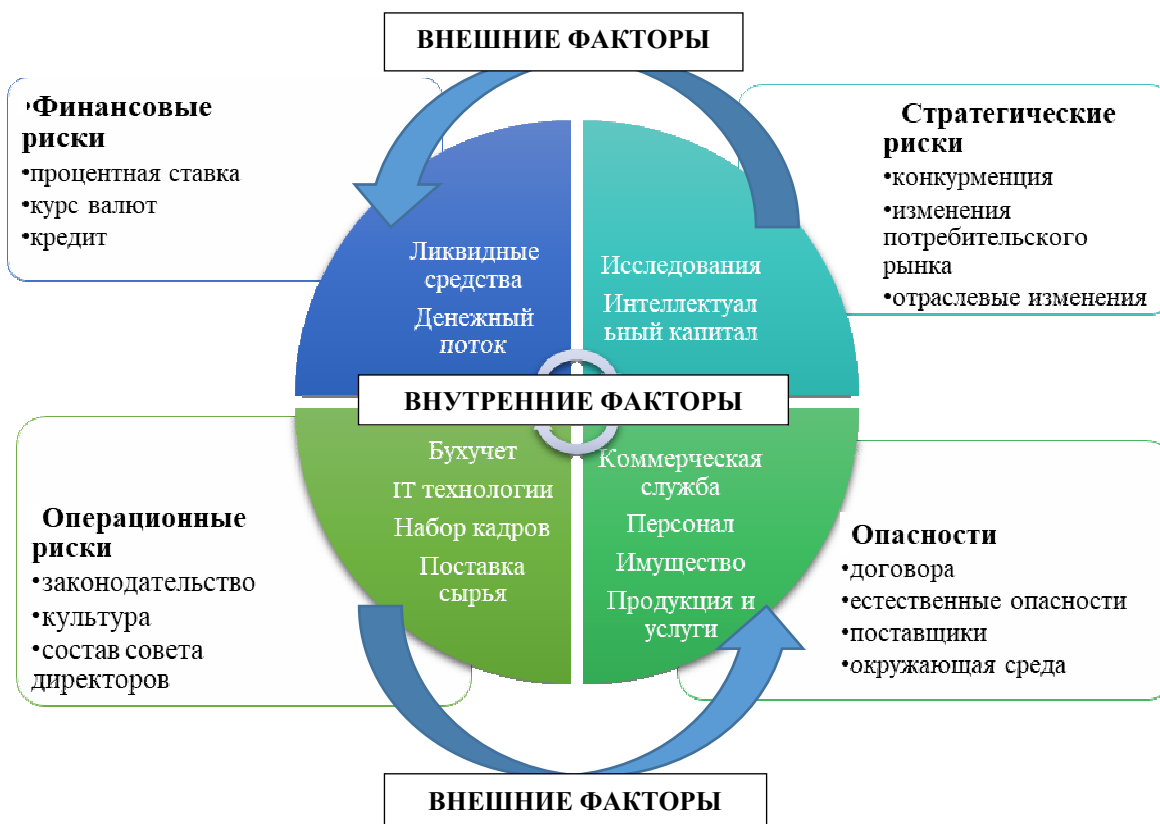 ВНЕШНИЕ ФАКТОРЫ
•Финансовые
риски
•процентная ставка
•курс валют
•кредит
Стратегические
риски
•конкурменция
•изменения
потребительского
рынка
•отраслевые изменения
Ликвидные
средства
Денежный
поток
Исследования
Интеллектуал
ьный капитал
ВНУТРЕННИЕ ФАКТОРЫ
Бухучет
IT технологии
Набор кадров
Поставка
сырья
Коммерческая
служба
Персонал
Имущество
Продукция и
услуги
Операционные
риски
•законодательство
•культура
•состав совета
директоров
Опасности
•договора
•естественные опасности
•поставщики
•окружающая среда
ВНЕШНИЕ ФАКТОРЫ